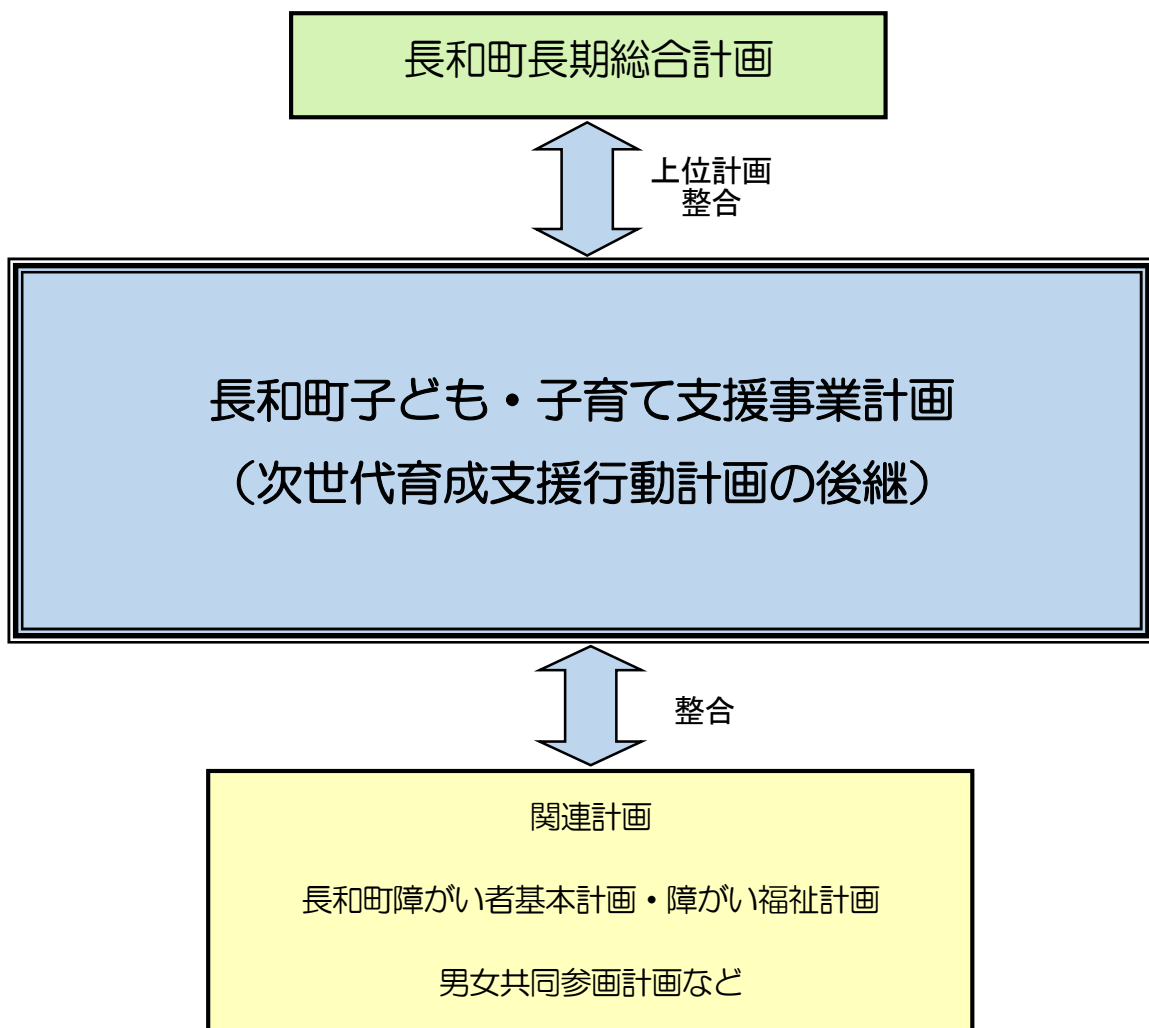 長和町長期総合計画
上位計画
整合
長和町子ども・子育て支援事業計画
（次世代育成支援行動計画の後継）
整合
関連計画
長和町障がい者基本計画・障がい福祉計画
男女共同参画計画など